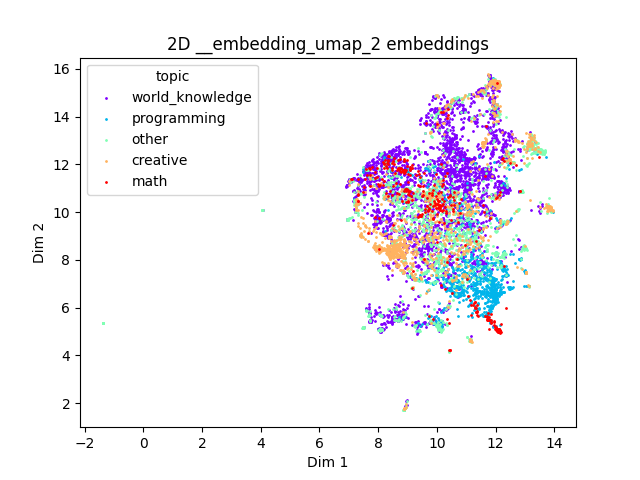 2D __embedding_umap_2 embeddings
topic
world_knowledge
programming
other
creative
math
16
14
12
10
8
6
4
2
Dim 2
−2
0
2
4
6
8
10
12
14
Dim 1